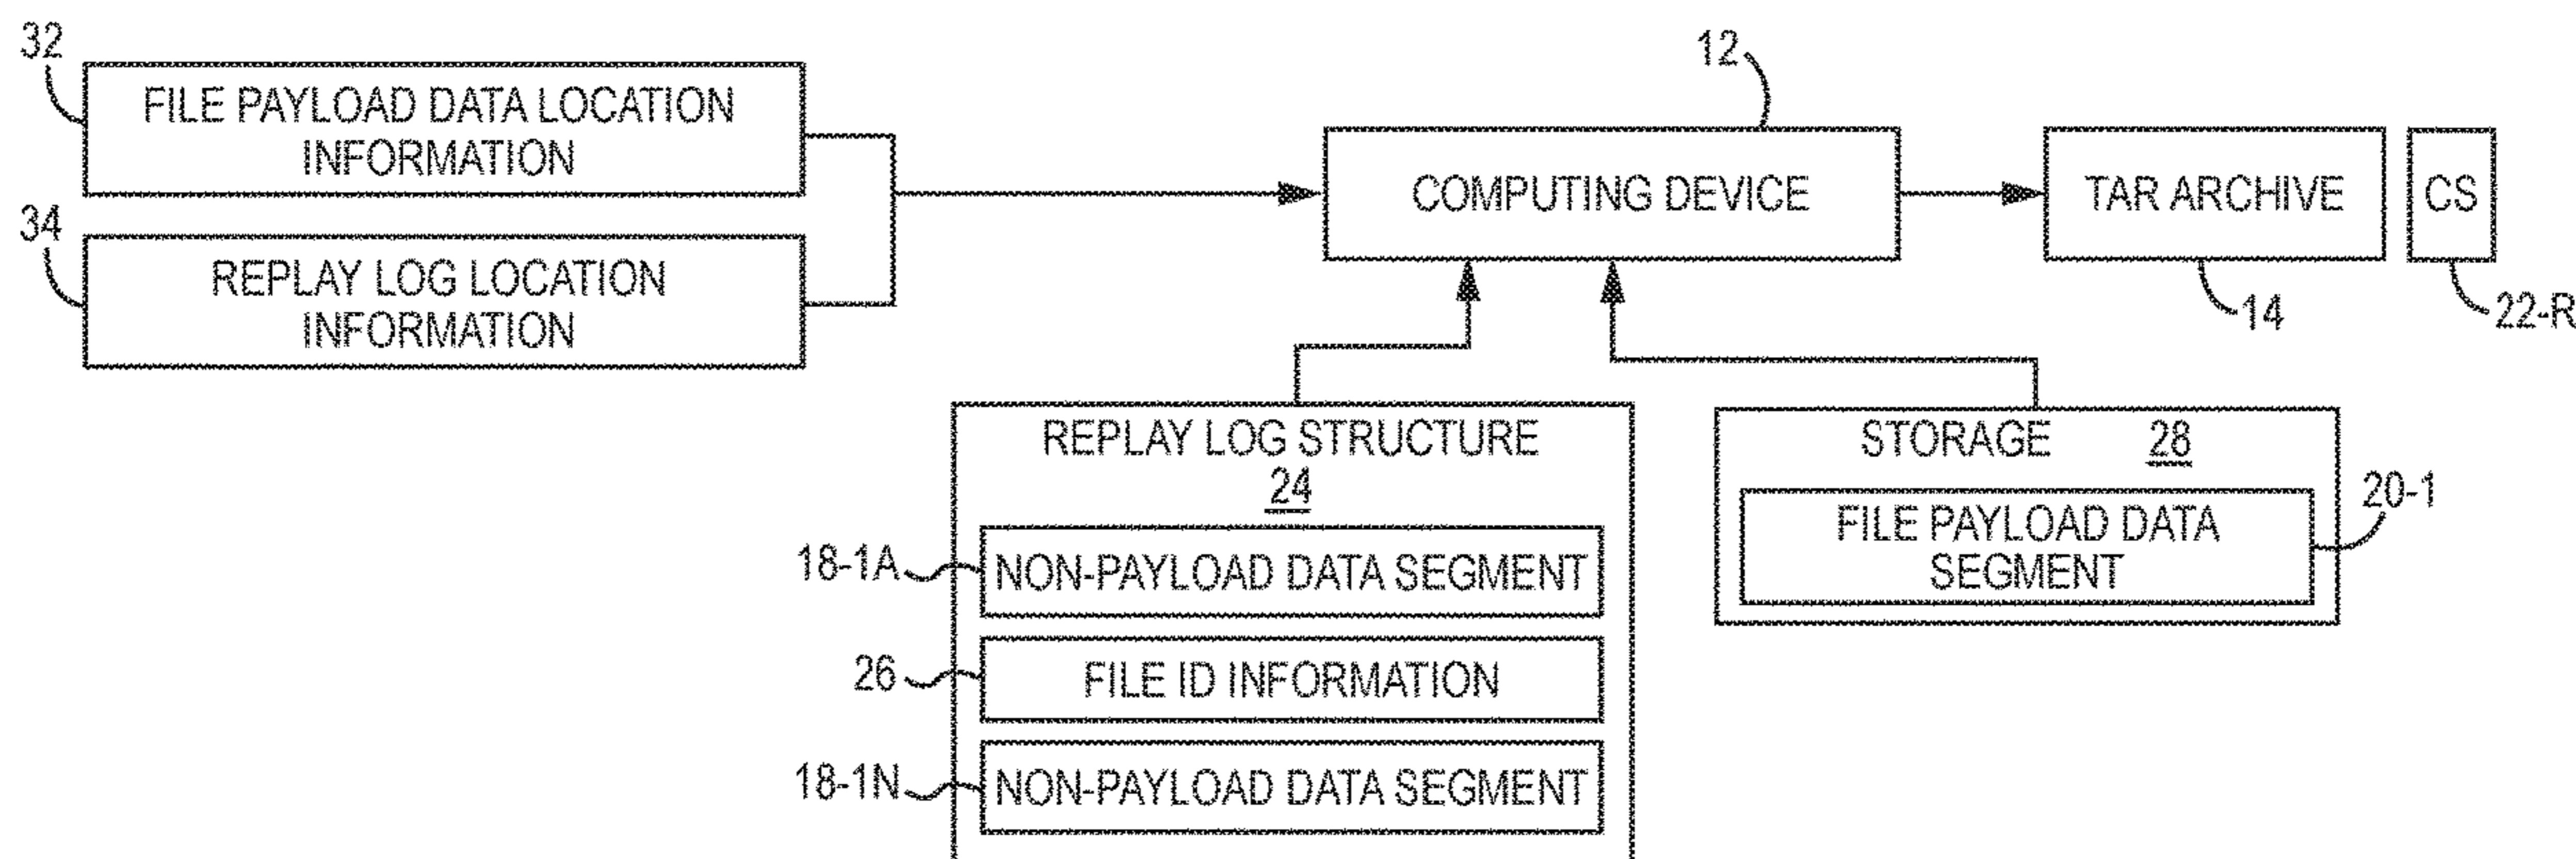 32
FILE PAYLOAD DATA LOCATION
INFORMATION
34
REPLAY LOG LOCATION
INFORMATION
12
COMPUTING DEVICE
TAR ARCHIVE
CS
14
22-R
REPLAY LOG STRUCTURE
24
18-1A
NON-PAYLOAD DATA SEGMENT
26
FILE ID INFORMATION
18-1N
NON-PAYLOAD DATA SEGMENT
STORAGE 28
20-1
FILE PAYLOAD DATA
SEGMENT